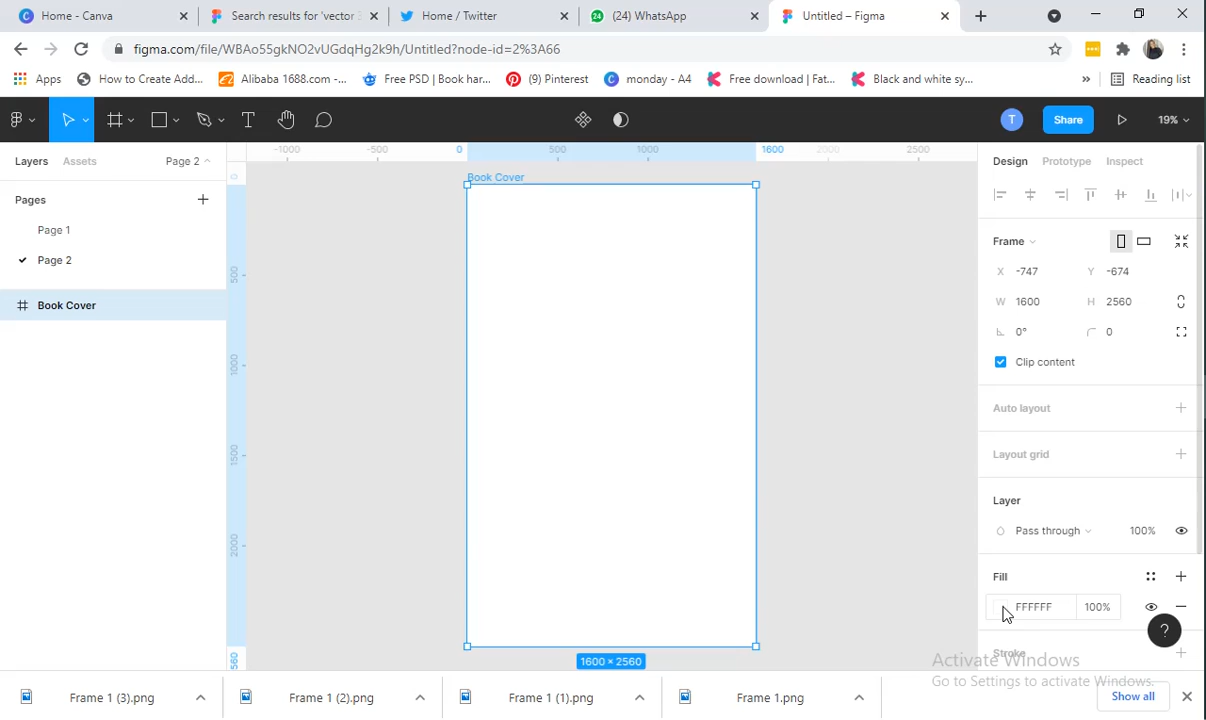 Home - Canva
Search results for 'vector
Home / Twitter
(24) WhatsApp
Untitled – Figma
figma.com/file/WBAo55gkNO2vUGdqHg2k9h/Untitled?node-id=2%3A66
Apps
How to Create Add...
Alibaba 1688.com -...
Free PSD | Book har...
(9) Pinterest
monday - A4
Free download | Fat...
Black and white sy...
»
Reading list
T
T
Share
19%
Layers
Assets
Page 2
Pages
Page 1
Page 2
Book Cover
-1000
-500
0
500
1000
1600
2000
2500
0
500
1000
1500
2000
560
Book Cover
1600 × 2560
Design
Prototype
Inspect
Frame
X -747
Y -674
W 1600
H 2560
0°
0
Clip content
Auto layout
Layout grid
Layer
Pass through
100%
Fill
FFFFFF
100%
?
Stroke
Activate Windows
Go to Settings to activate Windows.
Frame 1 (3).png
Frame 1 (2).png
Frame 1 (1).png
Frame 1.png
Show all